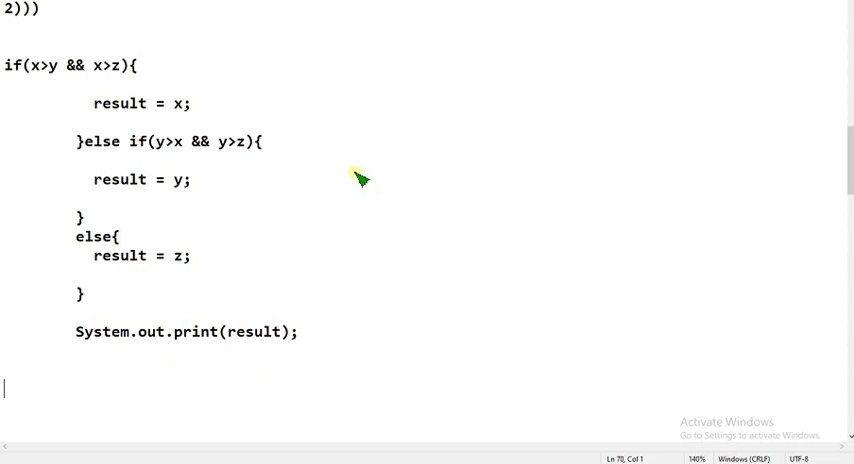 2)))
if(x>y && x>z){
result = x;
}else if(y>x && y>z){
result = y;
}
else{
result = z;
}
System.out.print(result);
Activate Windows
Go to Settings to activate Windows.
Ln 70, Col 1 140% Windows (CRLF) UTF-8